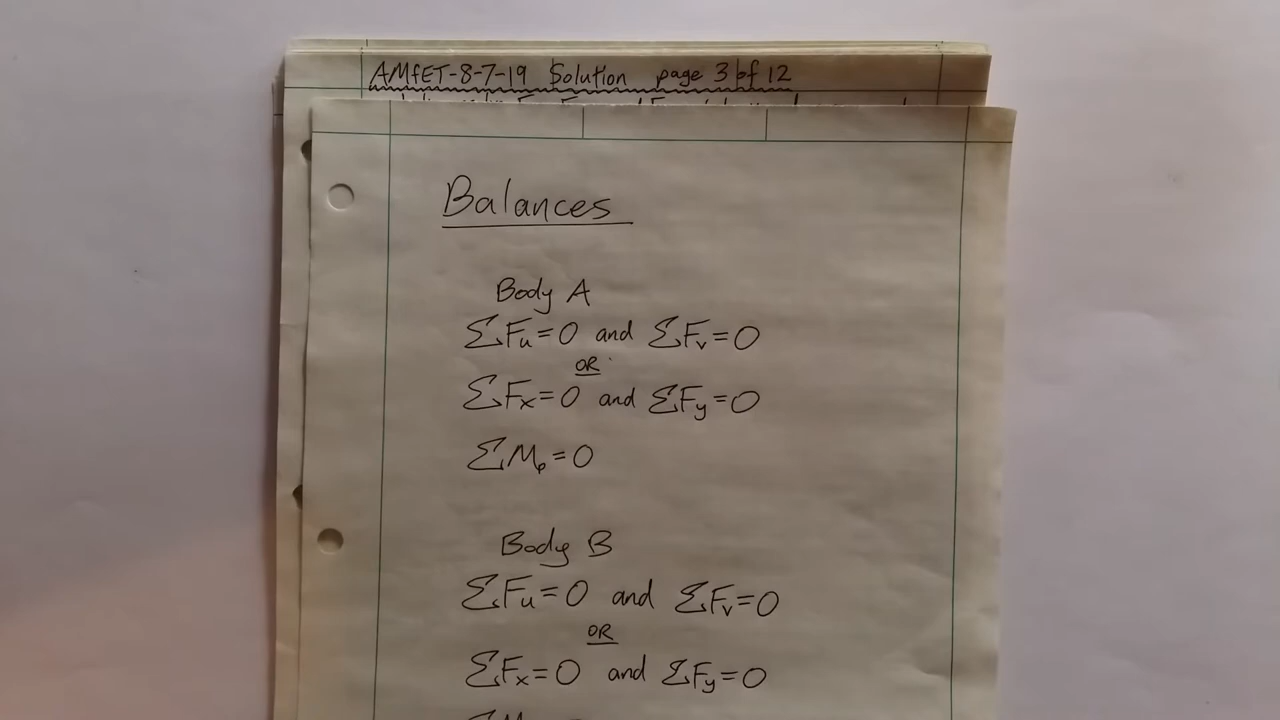 AMfET-8-7-19 Solution page 3 of 12
Balances
Body A
ΣFu=0 and ΣFv=0
OR
ΣFx=0 and ΣFy=0
ΣMp=0
Body B
ΣFu=0 and ΣFv=0
OR
ΣFx=0 and ΣFy=0